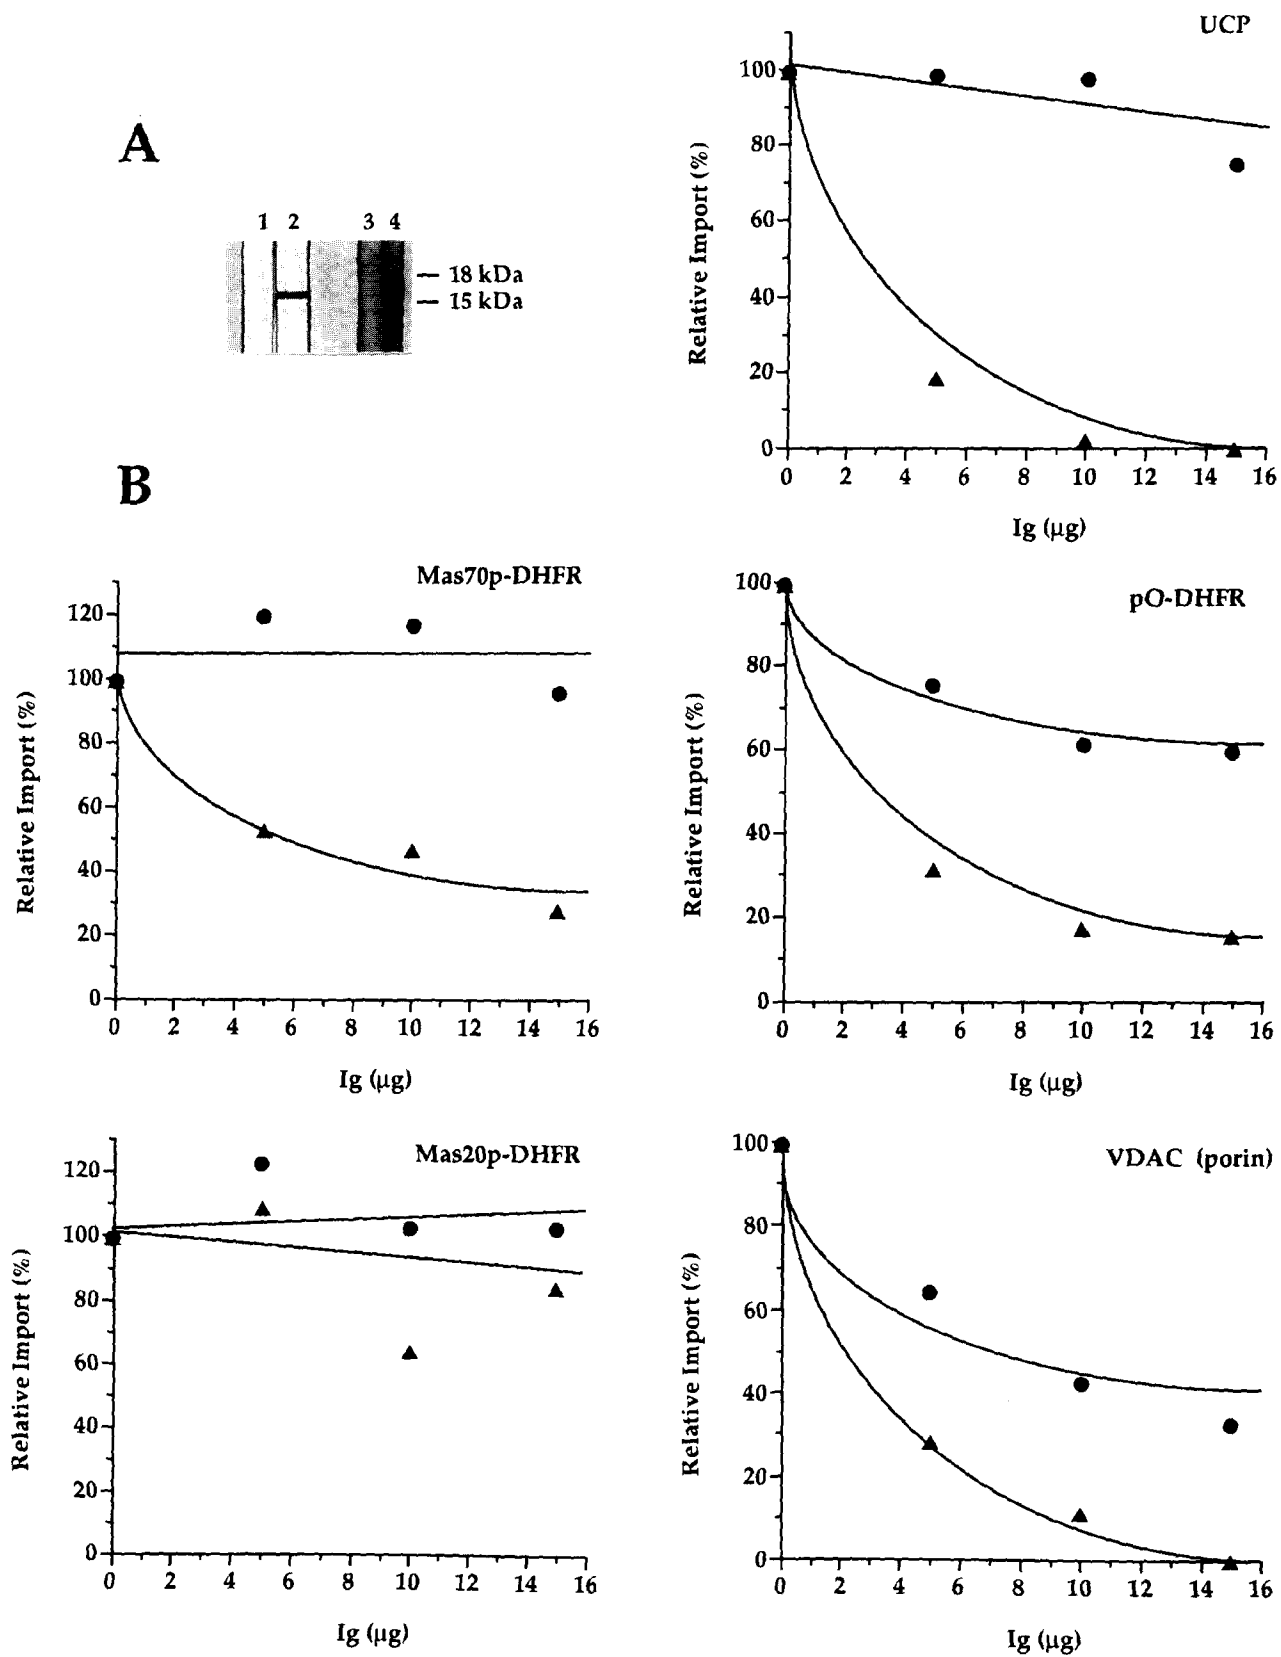 A
1 2 3 4
18 kDa
15 kDa
UCP
Relative Import (%)
100
80
60
40
20
0
0 2 4 6 8 10 12 14 16
Ig (μg)
B
Mas70p-DHFR
Relative Import (%)
120
100
80
60
40
20
0
0 2 4 6 8 10 12 14 16
Ig (μg)
pO-DHFR
Relative Import (%)
100
80
60
40
20
0
0 2 4 6 8 10 12 14 16
Ig (μg)
Mas20p-DHFR
Relative Import (%)
120
100
80
60
40
20
0
0 2 4 6 8 10 12 14 16
Ig (μg)
VDAC (porin)
Relative Import (%)
100
80
60
40
20
0
0 2 4 6 8 10 12 14 16
Ig (μg)